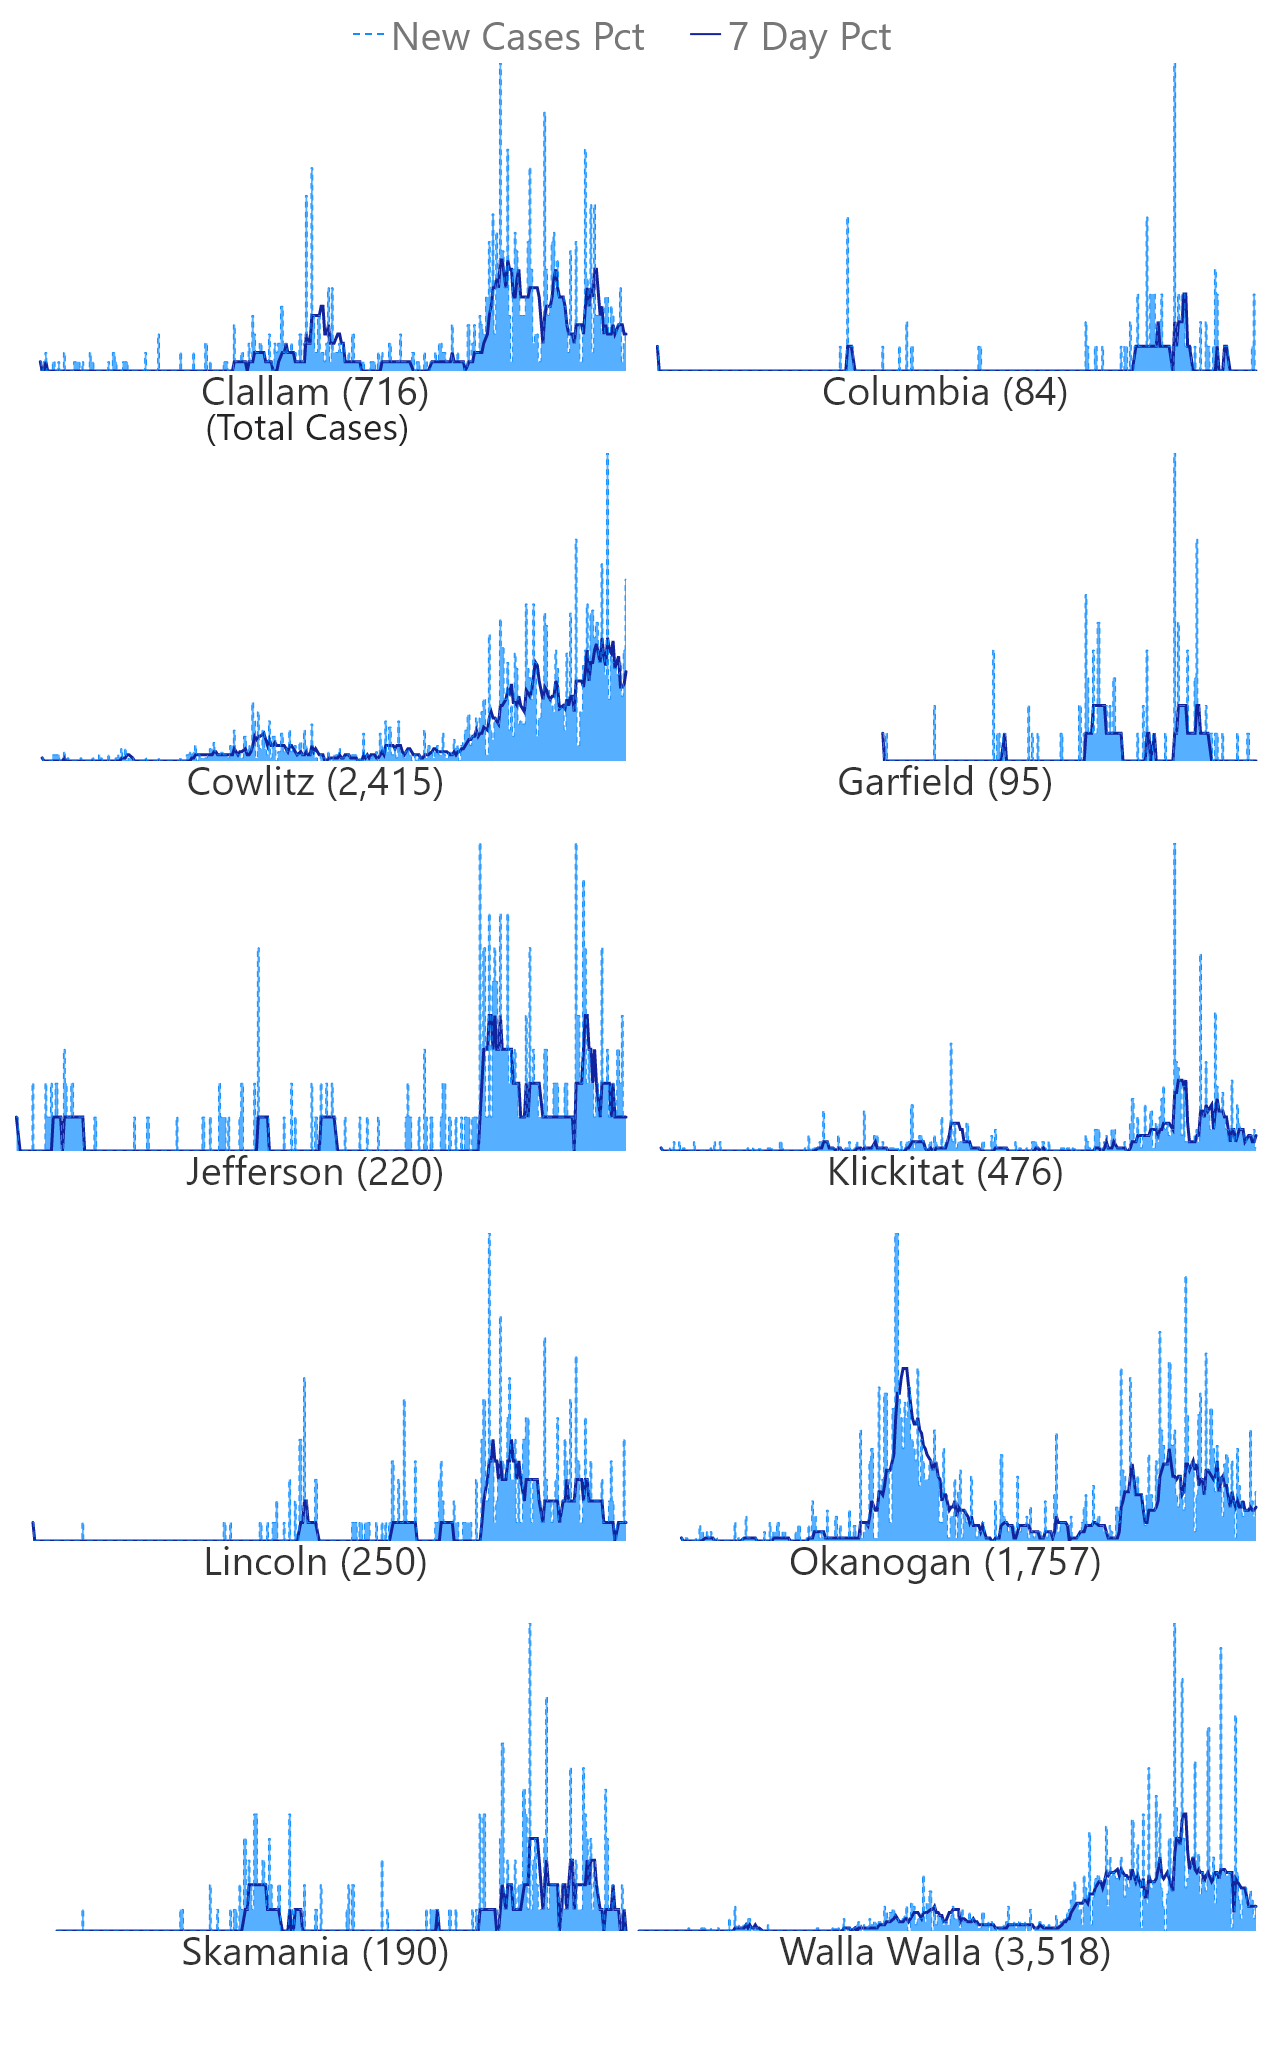 New Cases Pct 7 Day Pct
Clallam (716) Columbia (84)
(Total Cases)
Cowlitz (2,415) Garfield (95)
Jefferson (220) Klickitat (476)
Lincoln (250) Okanogan (1,757)
Skamania (190) Walla Walla (3,518)